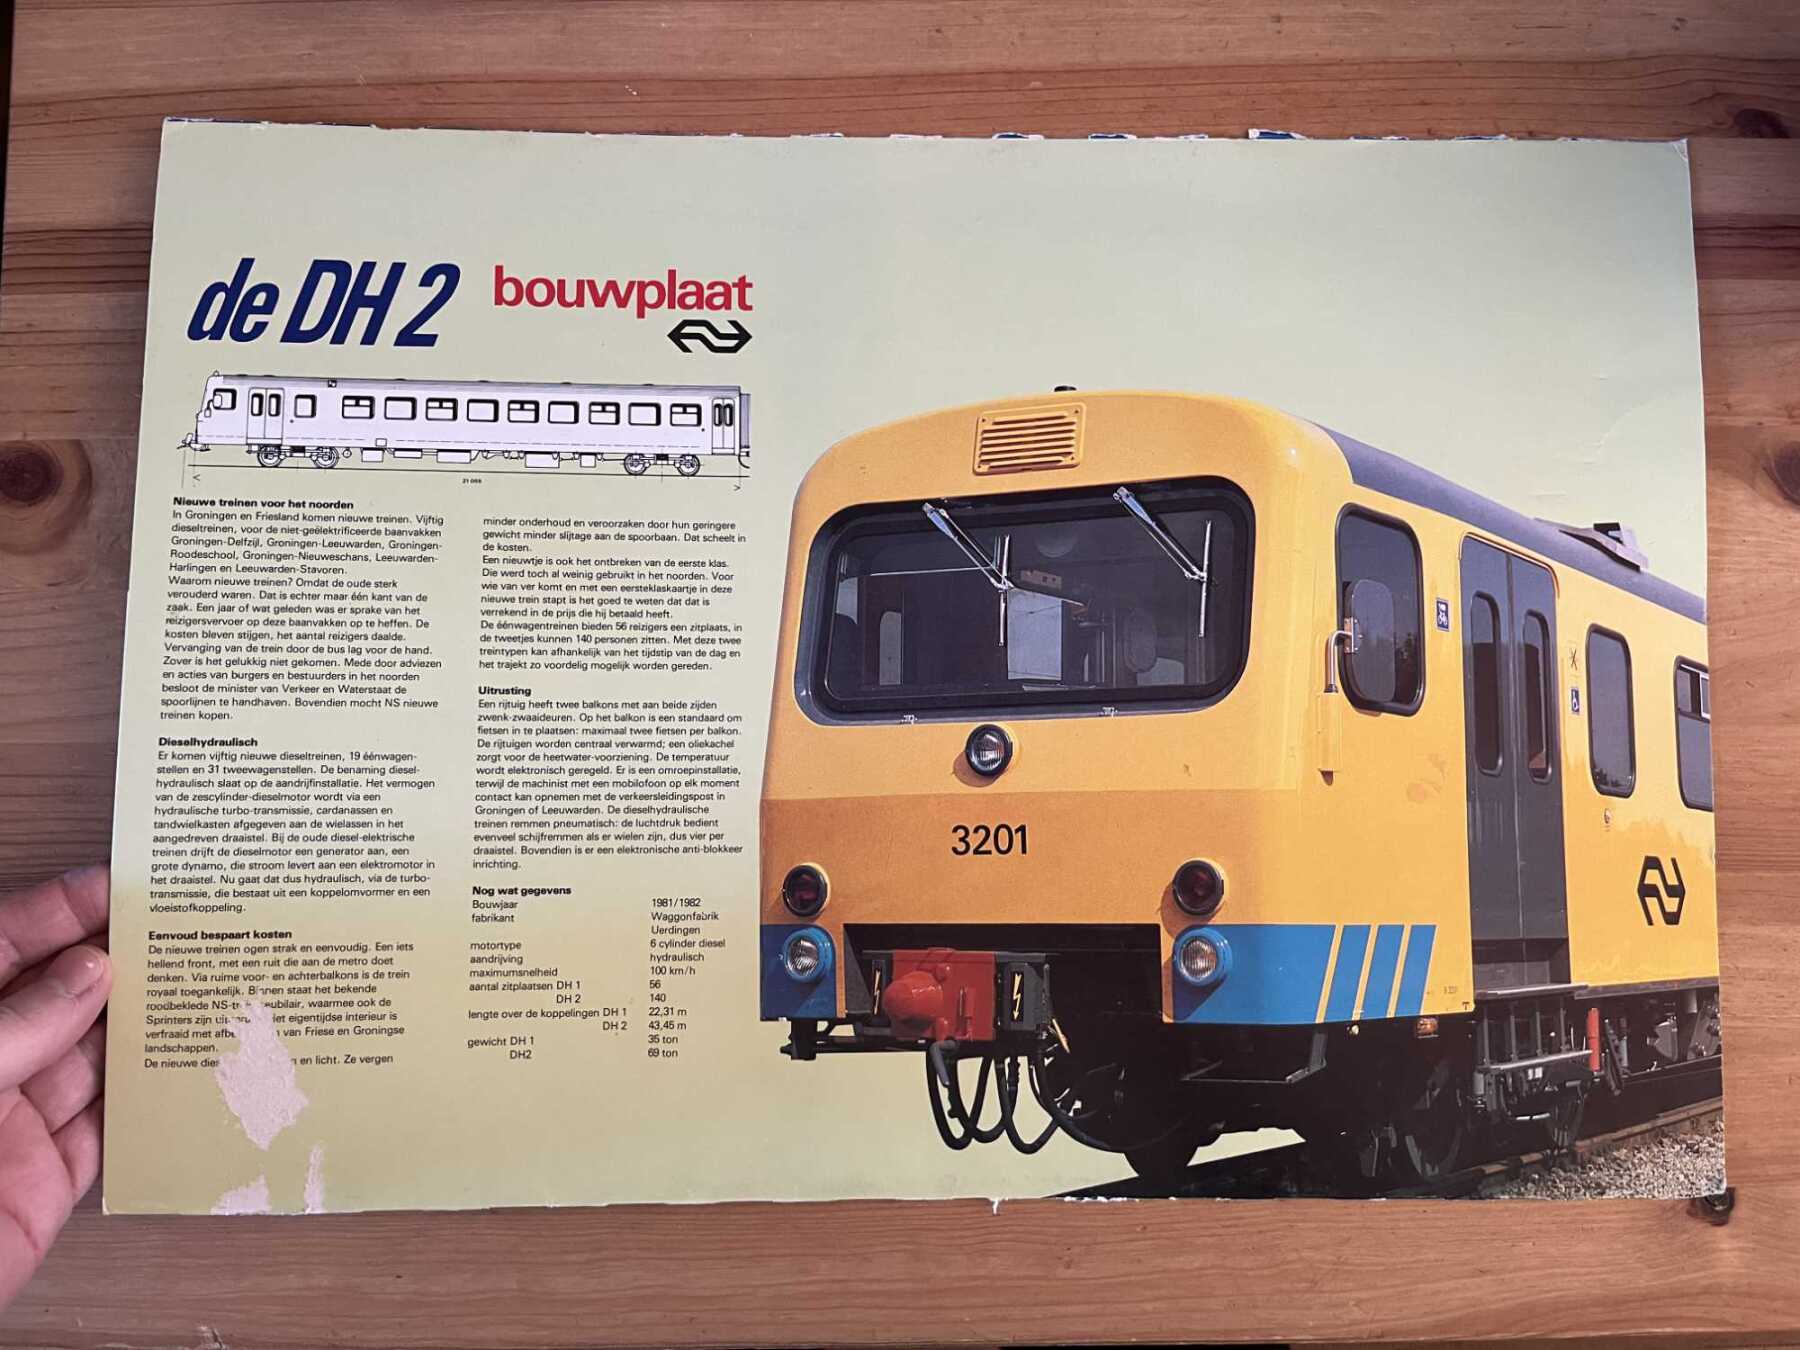 de DH 2
bouwplaat
21 055
Nieuwe treinen voor het noorden
In Groningen en Friesland komen nieuwe treinen. Vijftig
dieseltreinen, voor de niet-geëlektrificeerde baanvakken
Groningen-Delfzijl, Groningen-Leeuwarden, Groningen-
Roodeschool, Groningen-Nieuweschans, Leeuwarden-
Harlingen en Leeuwarden-Stavoren.
Waarom nieuwe treinen? Omdat de oude sterk
verouderd waren. Dat is echter maar één kant van de
zaak. Een jaar of wat geleden was er sprake van het
reizigersvervoer op deze baanvakken op te heffen. De
kosten bleven stijgen, het aantal reizigers daalde.
Vervanging van de trein door de bus lag voor de hand.
Zover is het gelukkig niet gekomen. Mede door adviezen
en acties van burgers en bestuurders in het noorden
besloot de minister van Verkeer en Waterstaat de
spoorlijnen te handhaven. Bovendien mocht NS nieuwe
treinen kopen.
Dieselhydraulisch
Er komen vijftig nieuwe dieseltreinen, 19 éénwagen-
stellen en 31 tweewagenstellen. De benaming diesel-
hydraulisch slaat op de aandrijfinstallatie. Het vermogen
van de zescylinder-dieselmotor wordt via een
hydraulische turbo-transmissie, cardanassen en
tandwielkasten afgegeven aan de wielassen in het
aangedreven draaistel. Bij de oude diesel-elektrische
treinen drijft de dieselmotor een generator aan, een
grote dynamo, die stroom levert aan een elektromotor in
het draaistel. Nu gaat dat dus hydraulisch, via de turbo-
transmissie, die bestaat uit een koppelomvormer en een
vloeistofkoppeling.
Eenvoud bespaart kosten
De nieuwe treinen ogen strak en eenvoudig. Een iets
hellend front, met een ruit die aan de metro doet
denken. Via ruime voor- en achterbalkons is de trein
royaal toegankelijk. Binnen staat het bekende
roodbeklede NS-treinmeubilair, waarmee ook de
Sprinters zijn uitgerust. Het eigentijdse interieur is
verfraaid met van Friese en Groningse
landschappen.
De nieuwe en licht. Ze vergen
minder onderhoud en veroorzaken door hun geringere
gewicht minder slijtage aan de spoorbaan. Dat scheelt in
de kosten.
Een nieuwtje is ook het ontbreken van de eerste klas.
Die werd toch al weinig gebruikt in het noorden. Voor
wie van ver komt en met een eersteklaskaartje in deze
nieuwe trein stapt is het goed te weten dat dat is
verrekend in de prijs die hij betaald heeft.
De éénwagentreinen bieden 56 reizigers een zitplaats, in
de tweetjes kunnen 140 personen zitten. Met deze twee
treintypen kan afhankelijk van het tijdstip van de dag en
het trajekt zo voordelig mogelijk worden gereden.
Uitrusting
Een rijtuig heeft twee balkons met aan beide zijden
zwenk-zwaaideuren. Op het balkon is een standaard om
fietsen in te plaatsen: maximaal twee fietsen per balkon.
De rijtuigen worden centraal verwarmd; een oliekachel
zorgt voor de heetwater-voorziening. De temperatuur
wordt elektronisch geregeld. Er is een omroepinstallatie,
terwijl de machinist met een mobilofoon op elk moment
contact kan opnemen met de verkeersleidingspost in
Groningen of Leeuwarden. De dieselhydraulische
treinen remmen pneumatisch: de luchtdruk bedient
evenveel schijfremmen als er wielen zijn, dus vier per
draaistel. Bovendien is er een elektronische anti-blokkeer
inrichting.
Nog wat gegevens
Bouwjaar 1981/1982
fabrikant Waggonfabrik
Uerdingen
motortype 6 cylinder diesel
aandrijving hydraulisch
maximumsnelheid 100 km/h
aantal zitplaatsen DH 1 56
DH 2 140
lengte over de koppelingen DH 1 22,31 m
DH 2 43,45 m
gewicht DH 1 35 ton
DH2 69 ton
3201